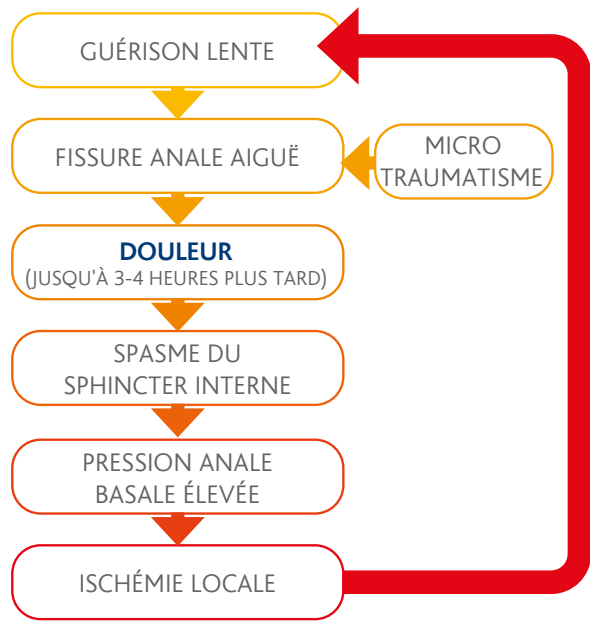 GUÉRISON LENTE
FISSURE ANALE AIGUË
MICRO
TRAUMATISME
DOULEUR
(JUSQU'À 3-4 HEURES PLUS TARD)
SPASME DU
SPHINCTER INTERNE
PRESSION ANALE
BASALE ÉLEVÉE
ISCHÉMIE LOCALE